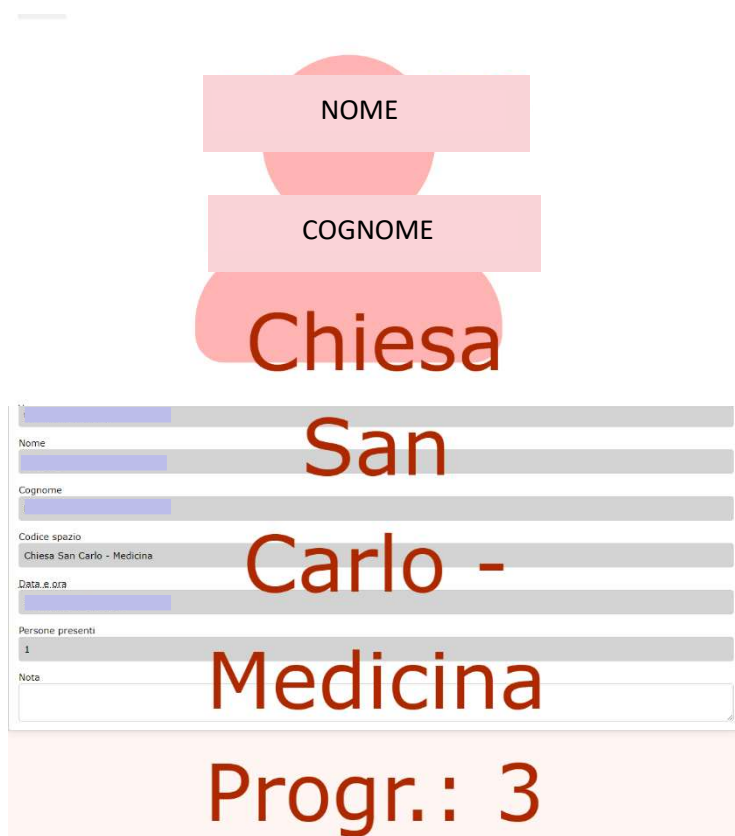 NOME
COGNOME
Chiesa
San
Nome
Cognome
Codice spazio
Chiesa San Carlo - Medicina
Carlo -
Data e ora
Persone presenti
1
Medicina
Nota
Progr.: 3